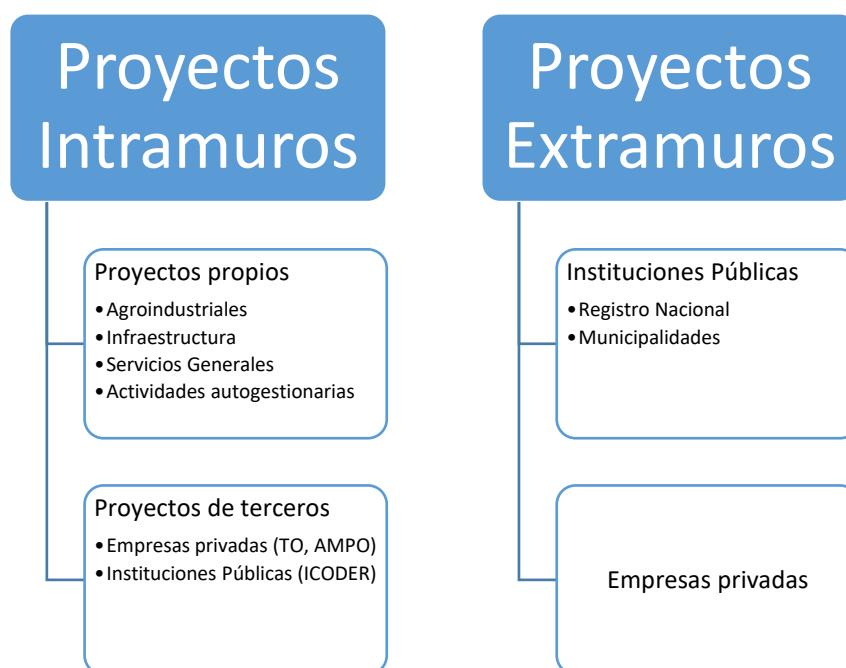 Proyectos
Intramuros
Proyectos propios
•Agroindustriales
•Infraestructura
•Servicios Generales
•Actividades autogestionarias
Proyectos de terceros
•Empresas privadas (TO, AMPO)
•Instituciones Públicas (ICODER)
Proyectos
Extramuros
Instituciones Públicas
•Registro Nacional
•Municipalidades
Empresas privadas